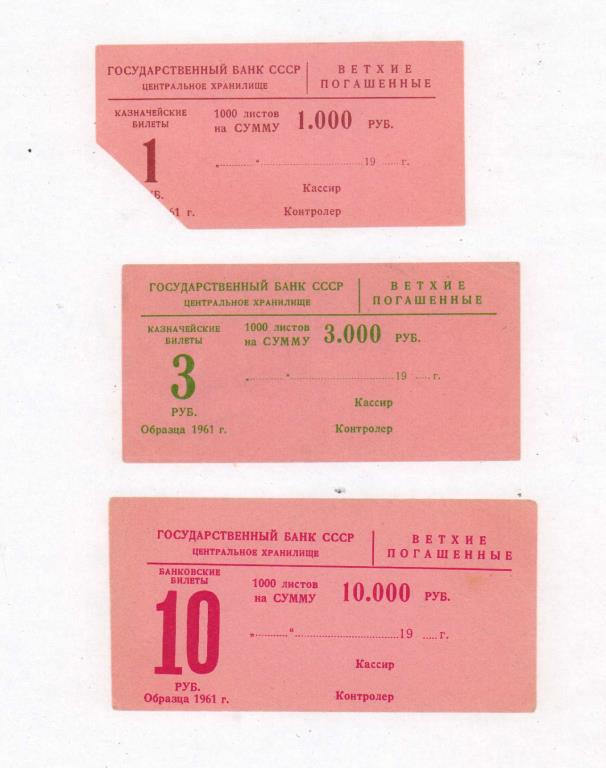 ГОСУДАРСТВЕННЫЙ БАНК СССР
ЦЕНТРАЛЬНОЕ ХРАНИЛИЩЕ
ВЕТХИЕ
ПОГАШЕННЫЕ
КАЗНАЧЕЙСКИЕ
БИЛЕТЫ
1
УБ.
61 г.
1000 листов
на СУММУ 1.000 РУБ.
„..........“..............................19 .....г.
Кассир
Контролер
ГОСУДАРСТВЕННЫЙ БАНК СССР
ЦЕНТРАЛЬНОЕ ХРАНИЛИЩЕ
ВЕТХИЕ
ПОГАШЕННЫЕ
КАЗНАЧЕЙСКИЕ
БИЛЕТЫ
3
РУБ.
Образца 1961 г.
1000 листов
на СУММУ 3.000 РУБ.
„..........“..............................19 .....г.
Кассир
Контролер
ГОСУДАРСТВЕННЫЙ БАНК СССР
ЦЕНТРАЛЬНОЕ ХРАНИЛИЩЕ
ВЕТХИЕ
ПОГАШЕННЫЕ
БАНКОВСКИЕ
БИЛЕТЫ
10
РУБ.
Образца 1961 г.
1000 листов
на СУММУ 10.000 РУБ.
„..........“..............................19 .....г.
Кассир
Контролер